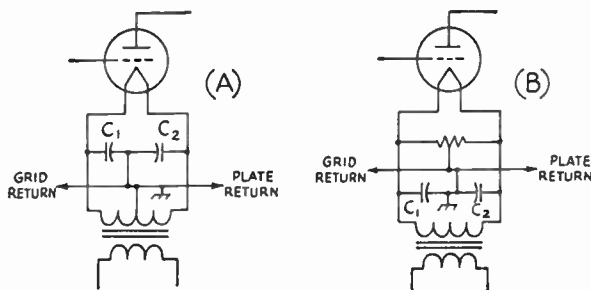 (A)
C1 C2
GRID
RETURN
PLATE
RETURN
(B)
GRID
RETURN
PLATE
RETURN
C1 C2